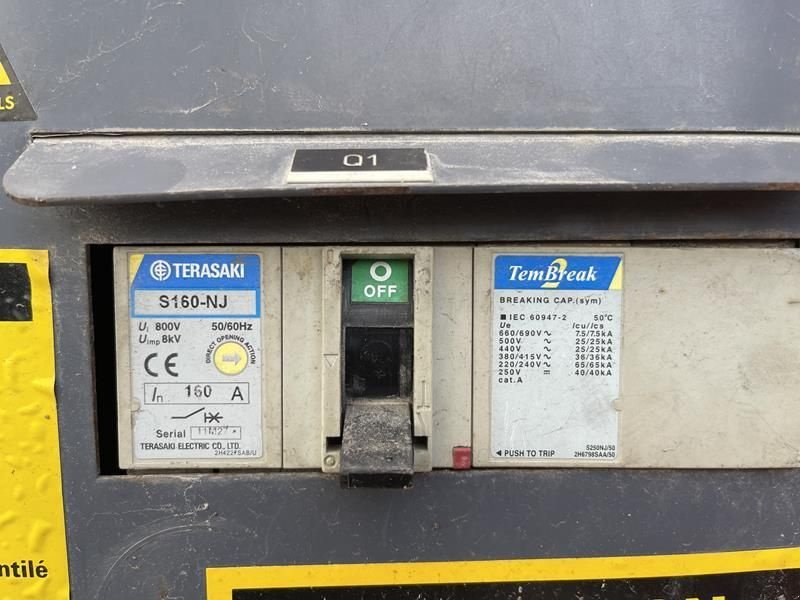 LS
Q1
TERASAKI
S160-NJ
Ui 800V 50/60Hz
Uimp 8kV
DIRECT OPENING ACTION
CE
In 160 A
Serial
TERASAKI ELECTRIC CO., LTD.
O
OFF
TemBreak 2
BREAKING CAP.(sym)
■ IEC 60947-2 50°C
Ue Icu/Ics
660/690V ~ 7.5/7.5kA
500V ~ 25/25kA
440V ~ 25/25kA
380/415V ~ 36/36kA
220/240V ~ 65/65kA
250V ⎓ 40/40kA
cat.A
S250NJ/50
◀ PUSH TO TRIP 2H6798SAA/50
ntilé